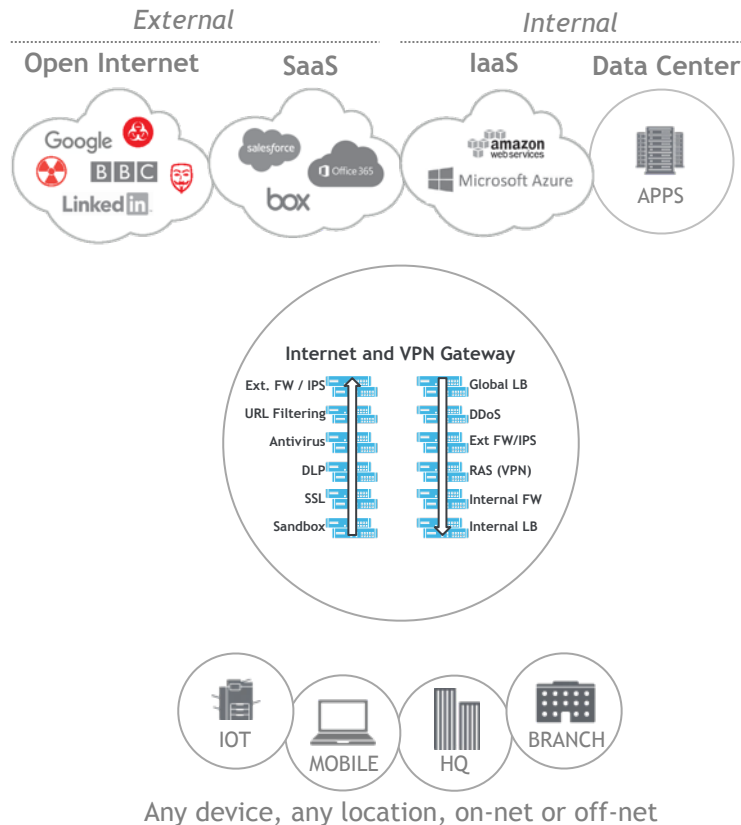 External Internal
Open Internet SaaS IaaS Data Center
Google
BBC
Linked in
salesforce
Office 365
box
amazon
webservices
Microsoft Azure
APPS
Internet and VPN Gateway
Ext. FW / IPS Global LB
URL Filtering DDoS
Antivirus Ext FW/IPS
DLP RAS (VPN)
SSL Internal FW
Sandbox Internal LB
IOT
MOBILE
HQ
BRANCH
Any device, any location, on-net or off-net